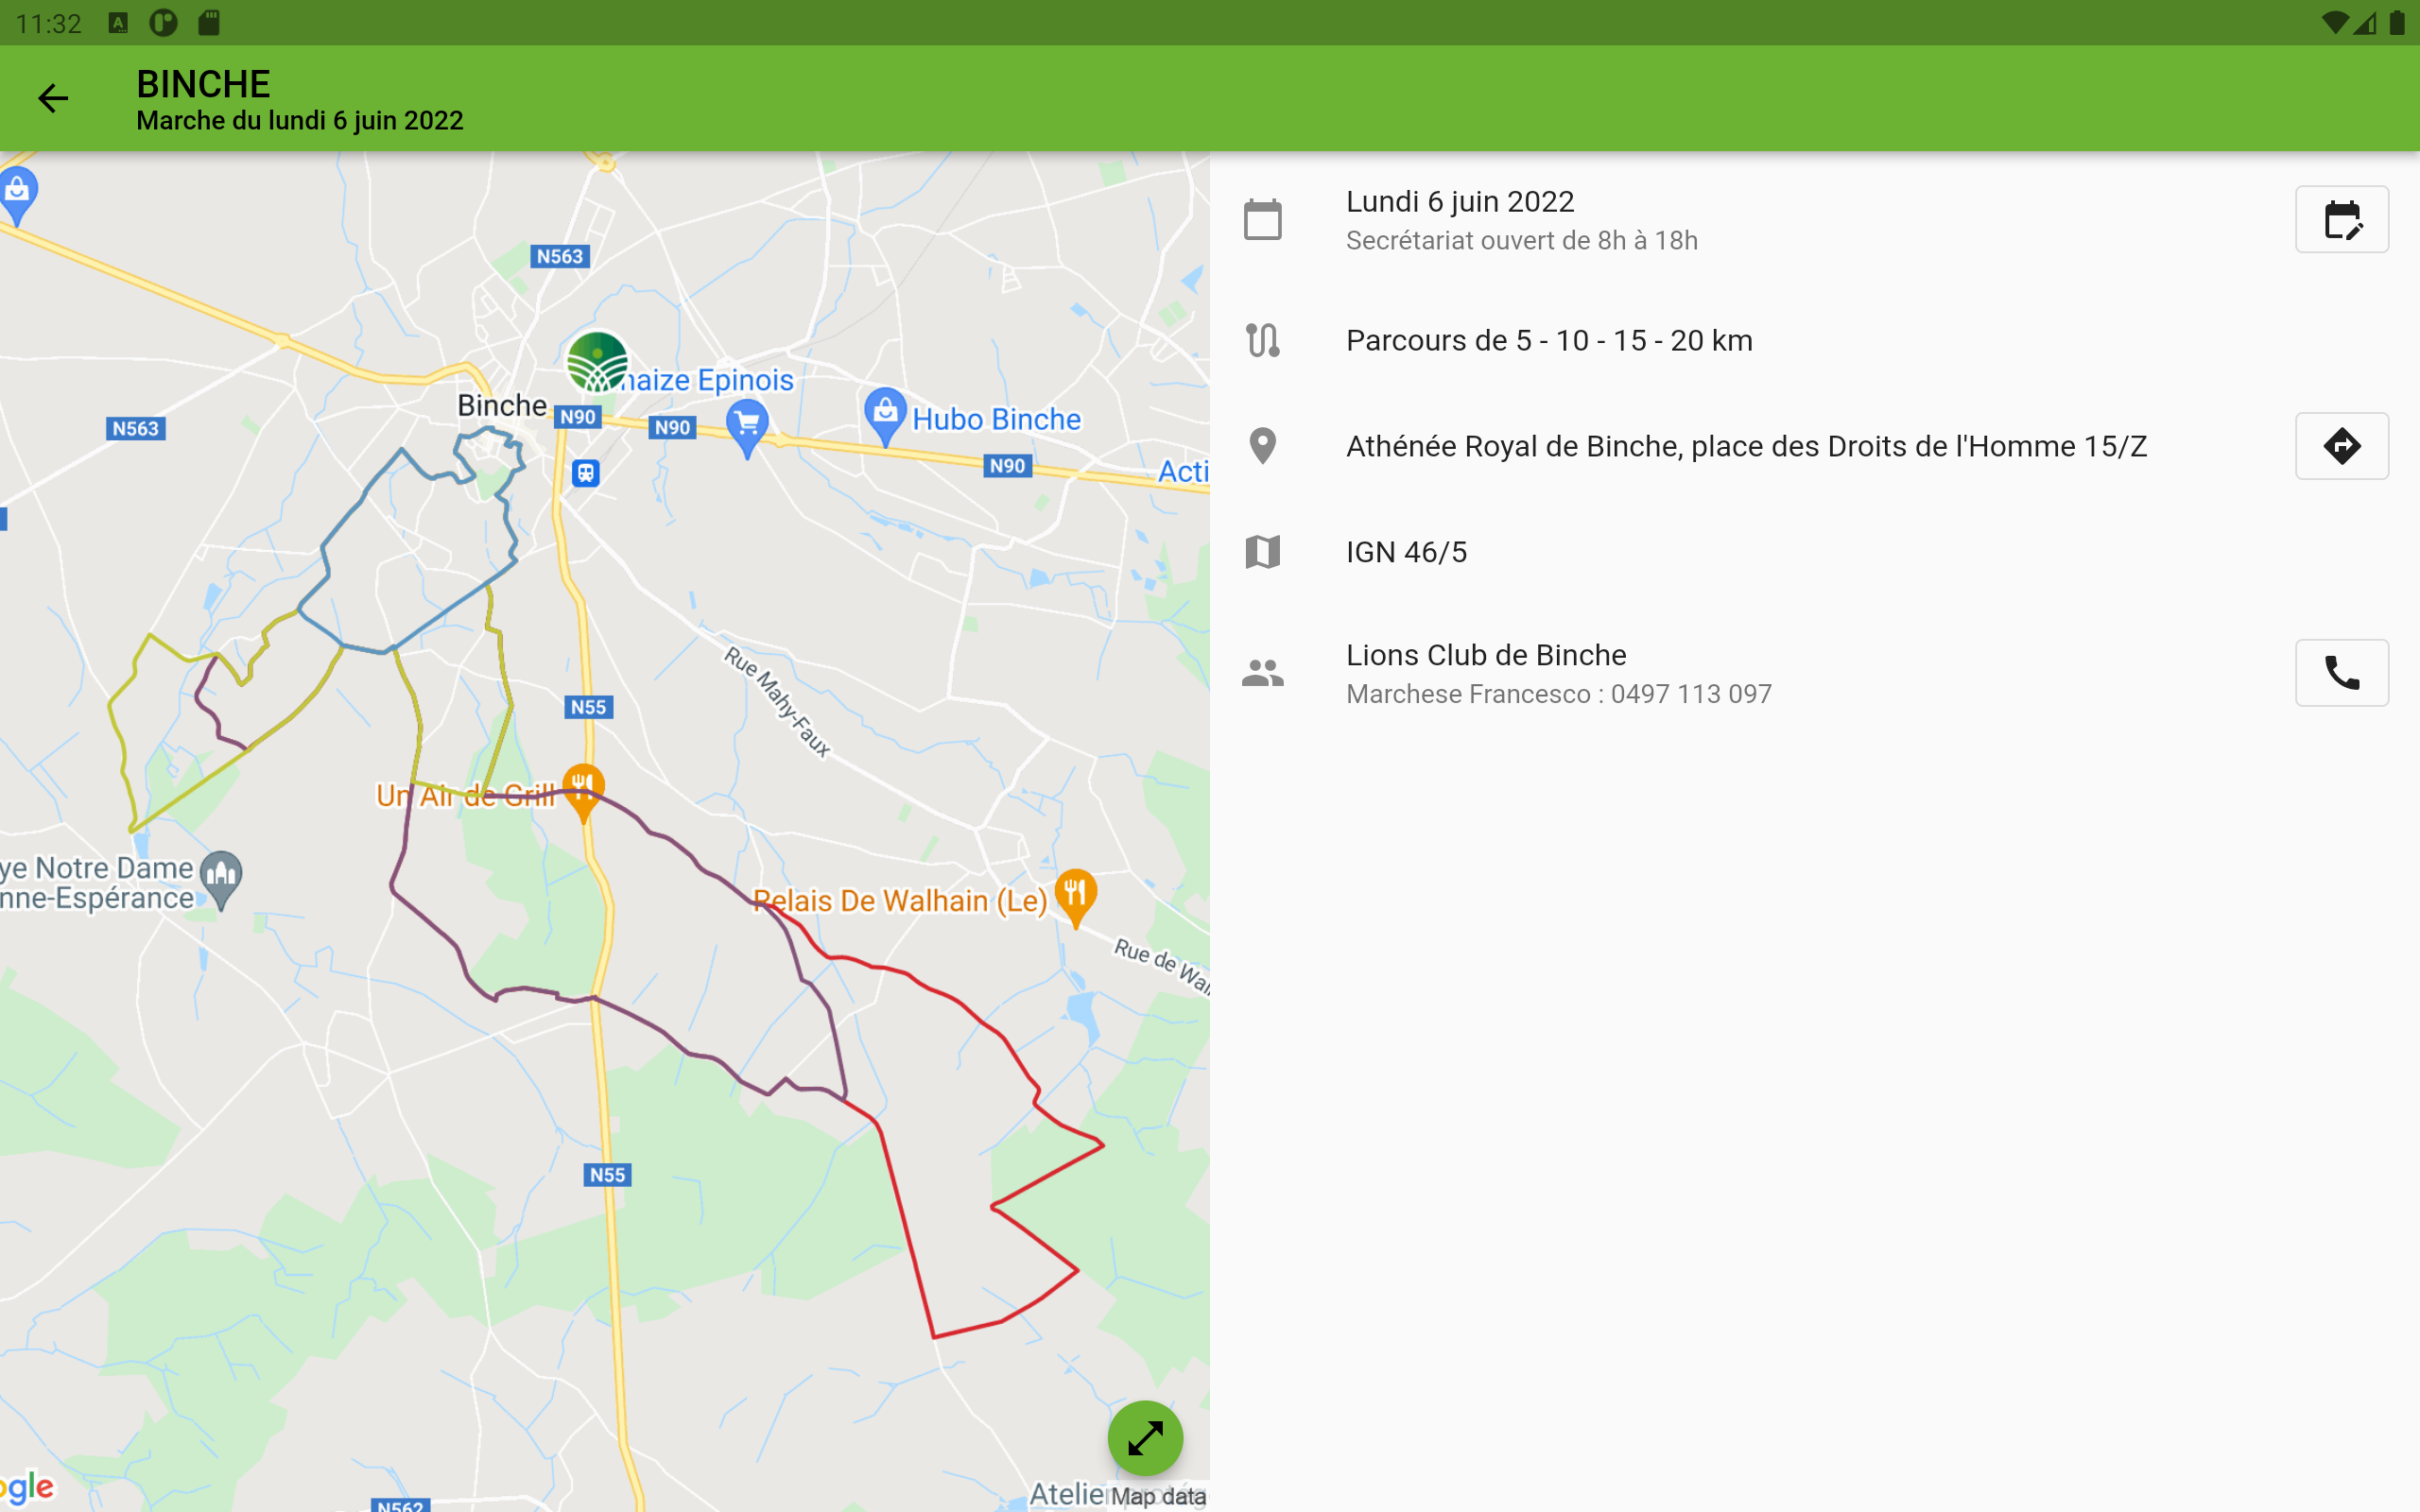 11:32
BINCHE
Marche du lundi 6 juin 2022
N563
naize Epinois
Binche
N90
N90
Hubo Binche
N563
N90
Acti
Rue Mahy-Faux
N55
Un Air de Grill
ye Notre Dame
nne-Espérance
Relais De Walhain (Le)
Rue de Wal
N55
ogle
N562
Atelier
Map data
Lundi 6 juin 2022
Secrétariat ouvert de 8h à 18h
Parcours de 5 - 10 - 15 - 20 km
Athénée Royal de Binche, place des Droits de l'Homme 15/Z
IGN 46/5
Lions Club de Binche
Marchese Francesco : 0497 113 097